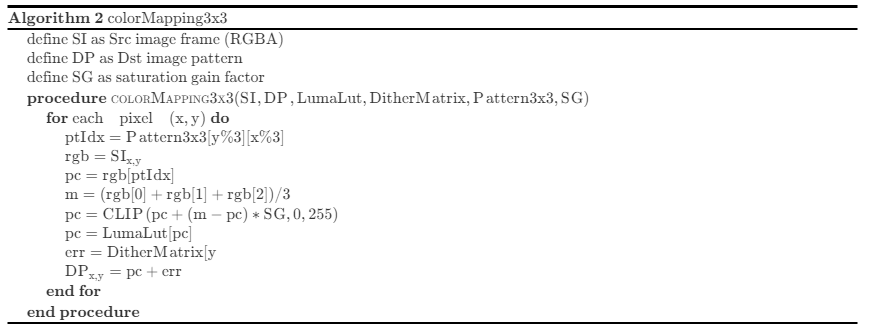 Algorithm 2 colorMapping3x3
define SI as Src image frame (RGBA)
define DP as Dst image pattern
define SG as saturation gain factor
procedure COLORMAPPING3X3(SI, DP, LumaLut, DitherMatrix, Pattern3x3, SG)
for each pixel (x, y) do
ptIdx = Pattern3x3[y%3][x%3]
rgb = SIx,y
pc = rgb[ptIdx]
m = (rgb[0] + rgb[1] + rgb[2])/3
pc = CLIP(pc + (m − pc) ∗ SG, 0, 255)
pc = LumaLut[pc]
err = DitherMatrix[y
DPx,y = pc + err
end for
end procedure